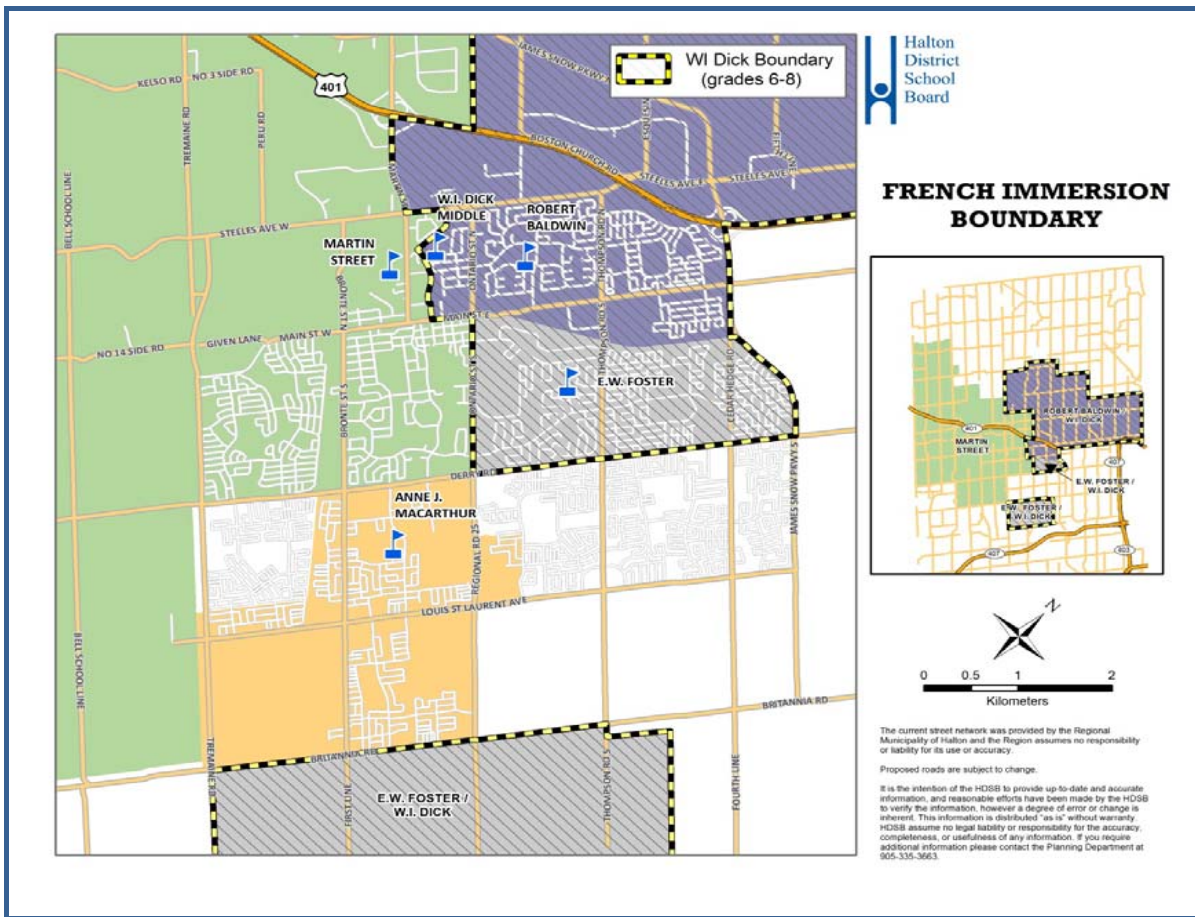 WI Dick Boundary
(grades 6-8)
Halton
District
School
Board
FRENCH IMMERSION
BOUNDARY
KELSO RD
NO 3 SIDE RD
401
JAMES SNOW PKWY N
TREMAINE RD
PERU RD
BOSTON CHURCH RD
STEELES AVE E
STEELES AVE E
BELL SCHOOL LINE
MARTIN ST
W.I. DICK
MIDDLE
ROBERT
BALDWIN
STEELES AVE W
MARTIN
STREET
ONTARIO ST N
THOMPSON RD N
BRONTE ST N
MAIN ST E
MAIN ST W
GIVEN LANE
NO 14 SIDE RD
THOMPSON RD S
E.W. FOSTER
CEDAR HEDGE RD
BRONTE ST S
ONTARIO ST S
DERRY RD
ANNE J.
MACARTHUR
REGIONAL RD 25
JAMES SNOW PKWY S
LOUIS ST LAURENT AVE
BELL SCHOOL LINE
BRITANNIA RD
BRITANNIA RD
TREMAINE RD
E.W. FOSTER /
W.I. DICK
FIRST LINE
THOMPSON RD S
FOURTH LINE
ROBERT BALDWIN /
W.I. DICK
401
MARTIN
STREET
407
E.W. FOSTER /
W.I. DICK
E.W. FOSTER /
W.I. DICK
407
403
N
0 0.5 1 2
Kilometers
The current street network was provided by the Regional
Municipality of Halton and the Region assumes no responsibility
or liability for its use or accuracy.
Proposed roads are subject to change.
It is the intention of the HDSB to provide up-to-date and accurate
information, and reasonable efforts have been made by the HDSB
to verify the information, however a degree of error or change is
inherent. This information is distributed "as is" without warranty.
HDSB assume no legal liability or responsibility for the accuracy,
completeness, or usefulness of any information. If you require
additional information please contact the Planning Department at
905-335-3663.